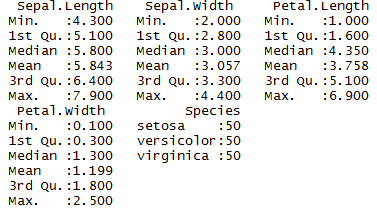 Sepal.Length    Sepal.Width     Petal.Length
 Min.   :4.300   Min.   :2.000   Min.   :1.000
 1st Qu.:5.100   1st Qu.:2.800   1st Qu.:1.600
 Median :5.800   Median :3.000   Median :4.350
 Mean   :5.843   Mean   :3.057   Mean   :3.758
 3rd Qu.:6.400   3rd Qu.:3.300   3rd Qu.:5.100
 Max.   :7.900   Max.   :4.400   Max.   :6.900
  Petal.Width          Species
 Min.   :0.100   setosa    :50
 1st Qu.:0.300   versicolor:50
 Median :1.300   virginica :50
 Mean   :1.199
 3rd Qu.:1.800
 Max.   :2.500